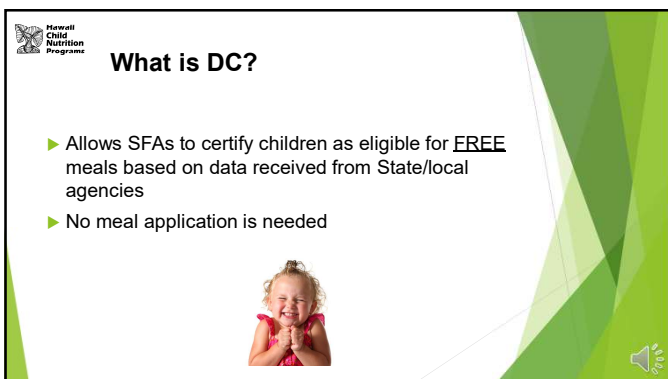 Hawaii
Child
Nutrition
Programs
What is DC?
Allows SFAs to certify children as eligible for FREE
meals based on data received from State/local
agencies
No meal application is needed